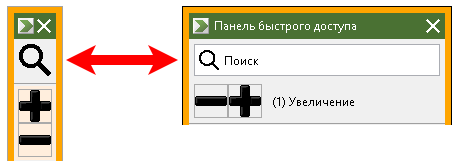 Панель быстрого доступа
Поиск
(1) Увеличение